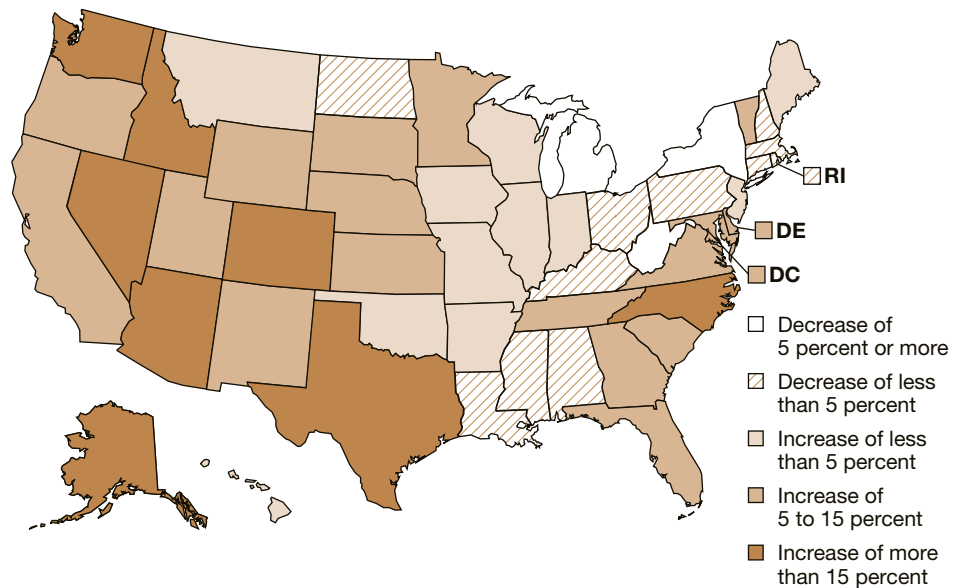 RI
DE
DC
Decrease of
5 percent or more
Decrease of less
than 5 percent
Increase of less
than 5 percent
Increase of
5 to 15 percent
Increase of more
than 15 percent